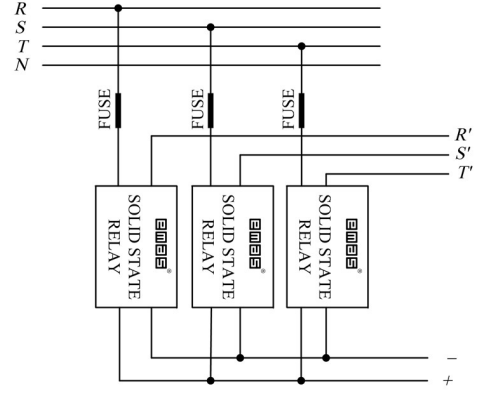 R
S
T
N
FUSE
FUSE
FUSE
R'
S'
T'
SOLID STATE
RELAY
SOLID STATE
RELAY
SOLID STATE
RELAY
−
+